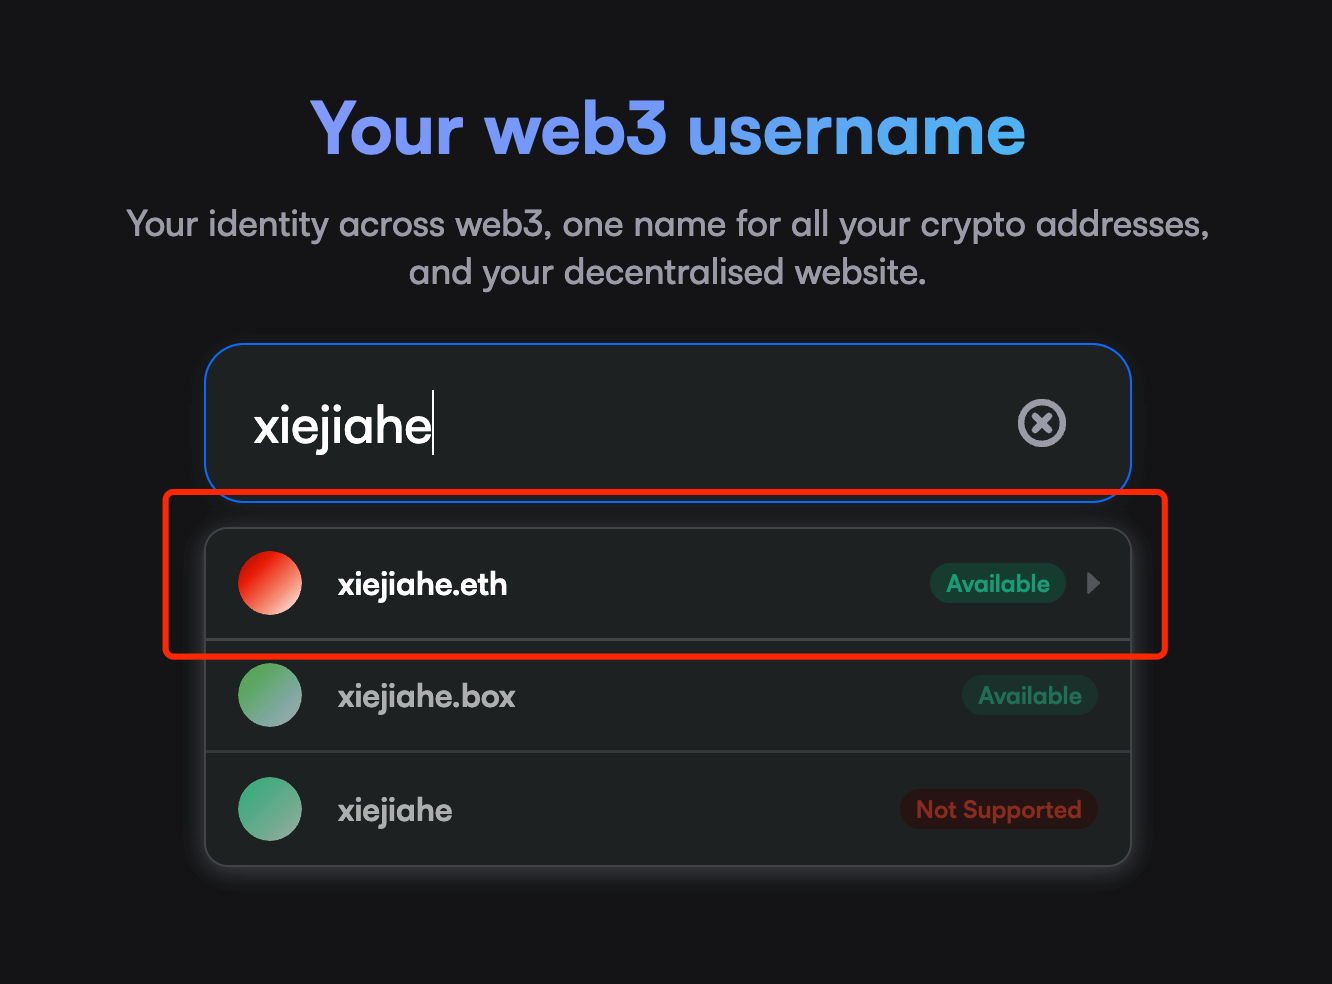 Your web3 username
Your identity across web3, one name for all your crypto addresses,
and your decentralised website.
xiejiahe
xiejiahe.eth Available
xiejiahe.box Available
xiejiahe Not Supported